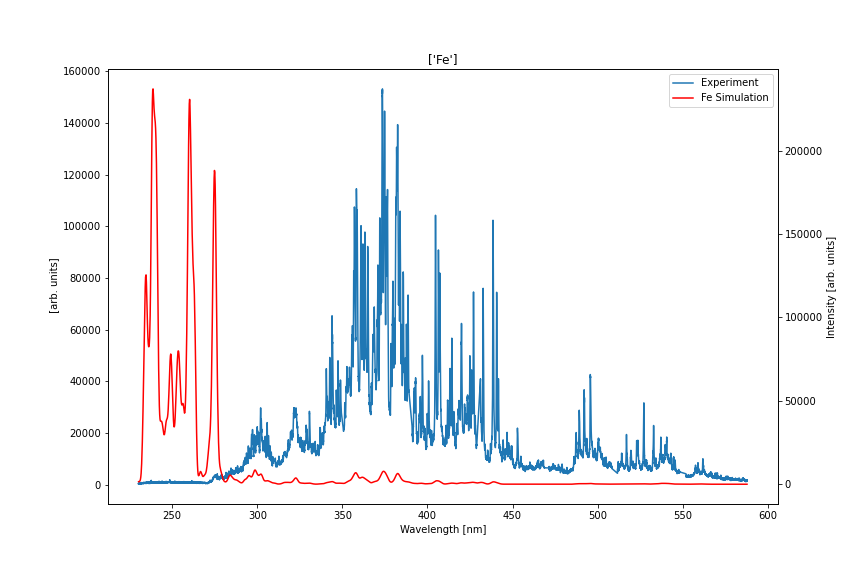 ['Fe']
Experiment
Fe Simulation
160000
140000
120000
100000
80000
60000
40000
20000
0
[arb. units]
200000
150000
100000
50000
0
Intensity [arb. units]
250 300 350 400 450 500 550 600
Wavelength [nm]